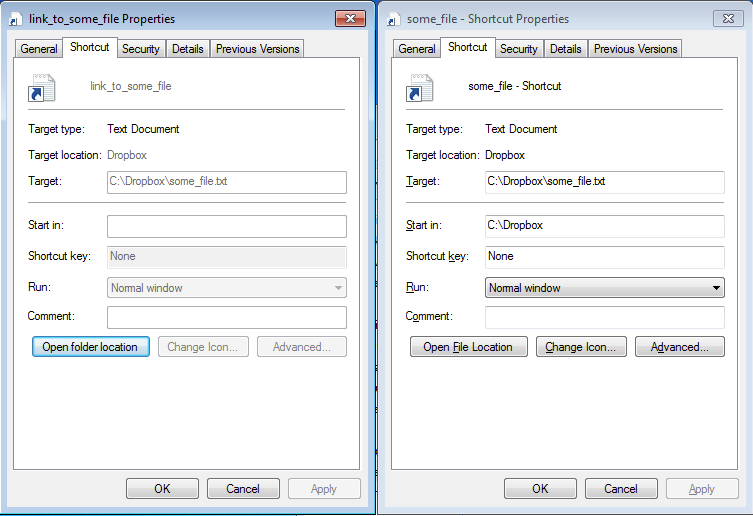 link_to_some_file Properties
General Shortcut Security Details Previous Versions
link_to_some_file
Target type: Text Document
Target location: Dropbox
Target: C:\Dropbox\some_file.txt
Start in:
Shortcut key: None
Run: Normal window
Comment:
Open folder location Change Icon... Advanced...
OK Cancel Apply
some_file - Shortcut Properties
General Shortcut Security Details Previous Versions
some_file - Shortcut
Target type: Text Document
Target location: Dropbox
Target: C:\Dropbox\some_file.txt
Start in: C:\Dropbox
Shortcut key: None
Run: Normal window
Comment:
Open File Location Change Icon... Advanced...
OK Cancel Apply